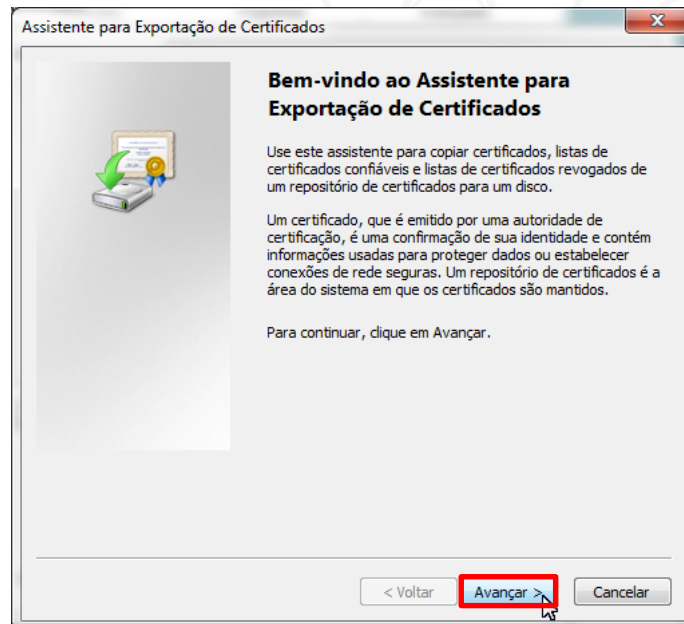 Assistente para Exportação de Certificados
Bem-vindo ao Assistente para
Exportação de Certificados
Use este assistente para copiar certificados, listas de
certificados confiáveis e listas de certificados revogados de
um repositório de certificados para um disco.
Um certificado, que é emitido por uma autoridade de
certificação, é uma confirmação de sua identidade e contém
informações usadas para proteger dados ou estabelecer
conexões de rede seguras. Um repositório de certificados é a
área do sistema em que os certificados são mantidos.
Para continuar, clique em Avançar.
< Voltar Avançar > Cancelar